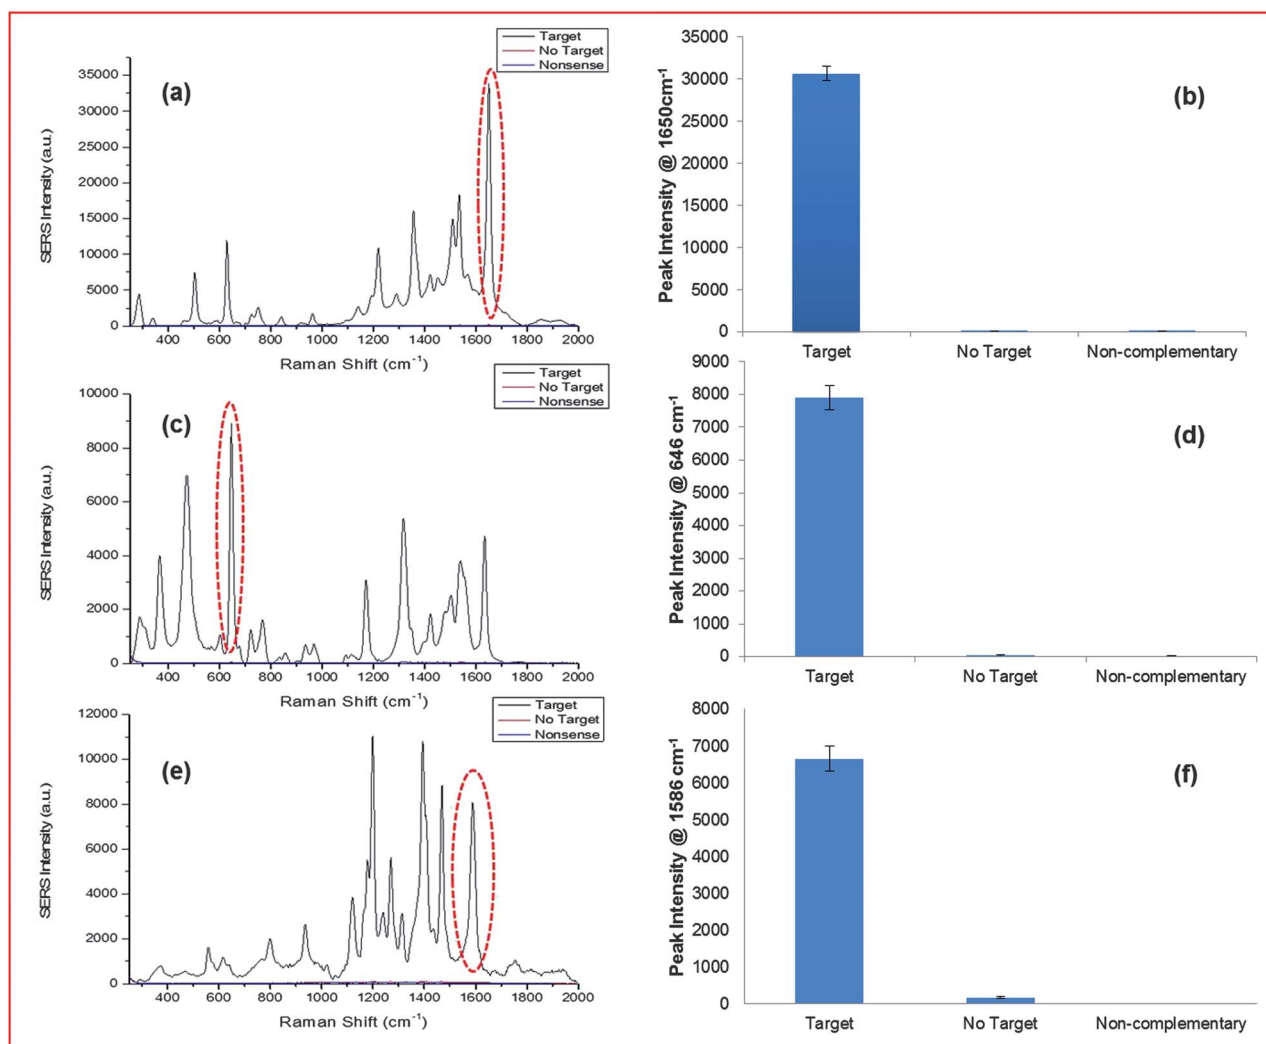 Target
No Target
Nonsense
(a)
SERS Intensity (a.u.)
35000
30000
25000
20000
15000
10000
5000
0
400 600 800 1000 1200 1400 1600 1800 2000
Raman Shift (cm-1)
(b)
Peak Intensity @ 1650cm-1
35000
30000
25000
20000
15000
10000
5000
0
Target No Target Non-complementary
Target
No Target
Nonsense
(c)
SERS Intensity (a.u.)
10000
8000
6000
4000
2000
0
400 600 800 1000 1200 1400 1600 1800 2000
Raman Shift (cm-1)
(d)
Peak Intensity @ 646 cm-1
9000
8000
7000
6000
5000
4000
3000
2000
1000
0
Target No Target Non-complementary
Target
No Target
Nonsense
(e)
SERS Intensity (a.u.)
12000
10000
8000
6000
4000
2000
0
400 600 800 1000 1200 1400 1600 1800 2000
Raman Shift (cm-1)
(f)
Peak Intensity @ 1586 cm-1
8000
7000
6000
5000
4000
3000
2000
1000
0
Target No Target Non-complementary